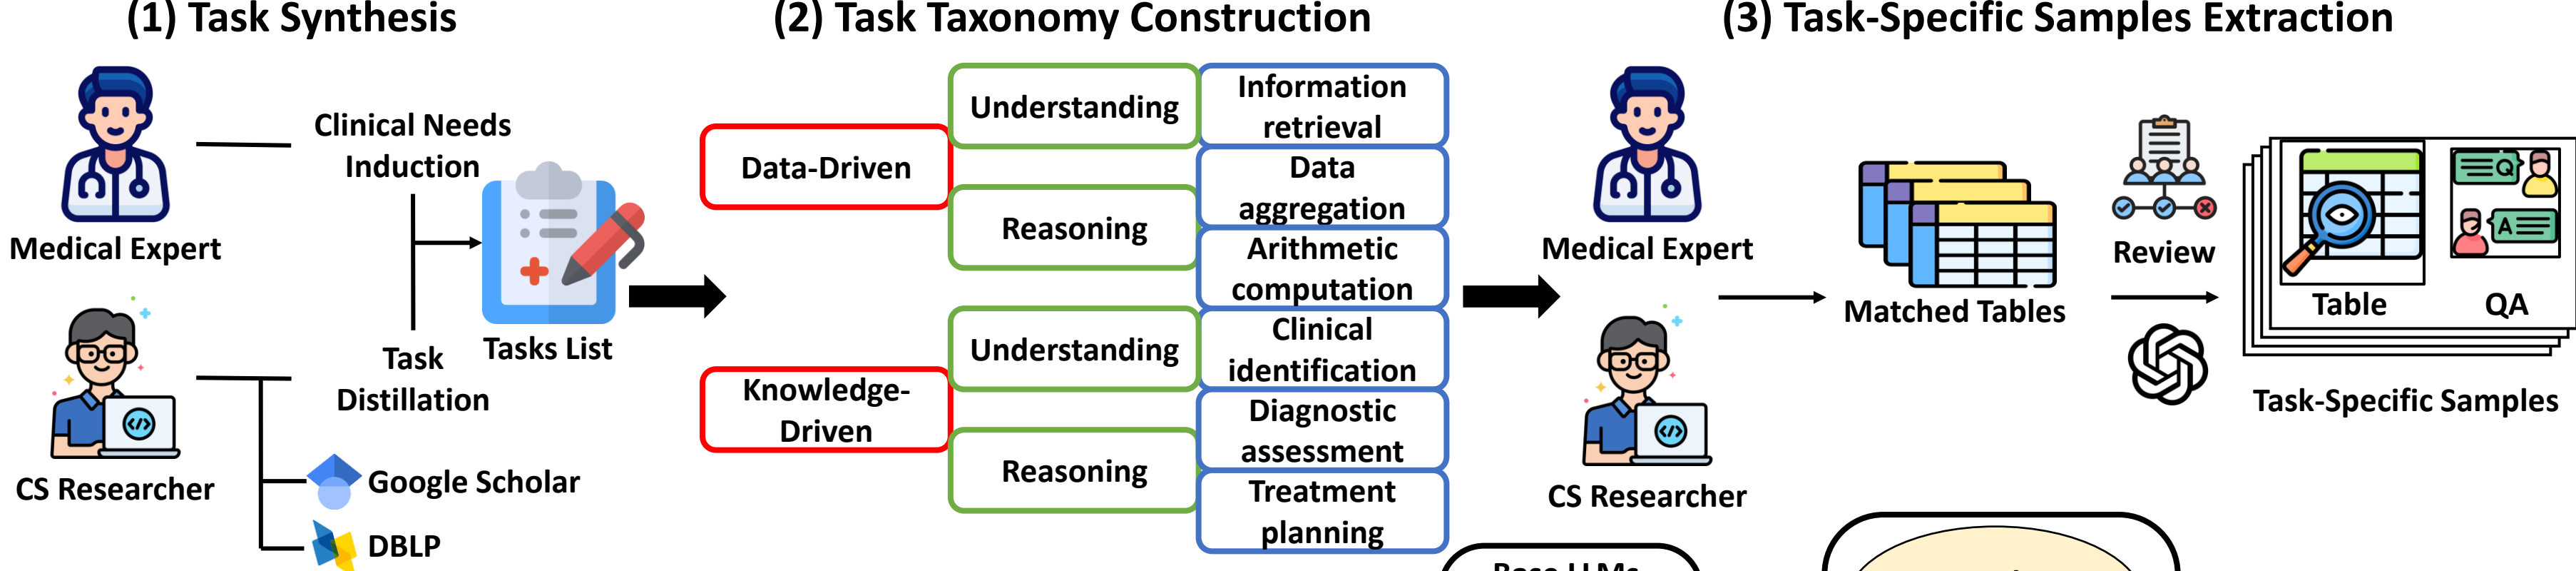 (1) Task Synthesis
Clinical Needs
Induction
Medical Expert
Tasks List
Task
Distillation
CS Researcher
Google Scholar
DBLP
(2) Task Taxonomy Construction
Data-Driven
Understanding
Information
retrieval
Reasoning
Data
aggregation
Arithmetic
computation
Knowledge-
Driven
Understanding
Clinical
identification
Reasoning
Diagnostic
assessment
Treatment
planning
(3) Task-Specific Samples Extraction
Medical Expert
CS Researcher
Matched Tables
Review
Q
A
Table
QA
Task-Specific Samples
Base LLMs